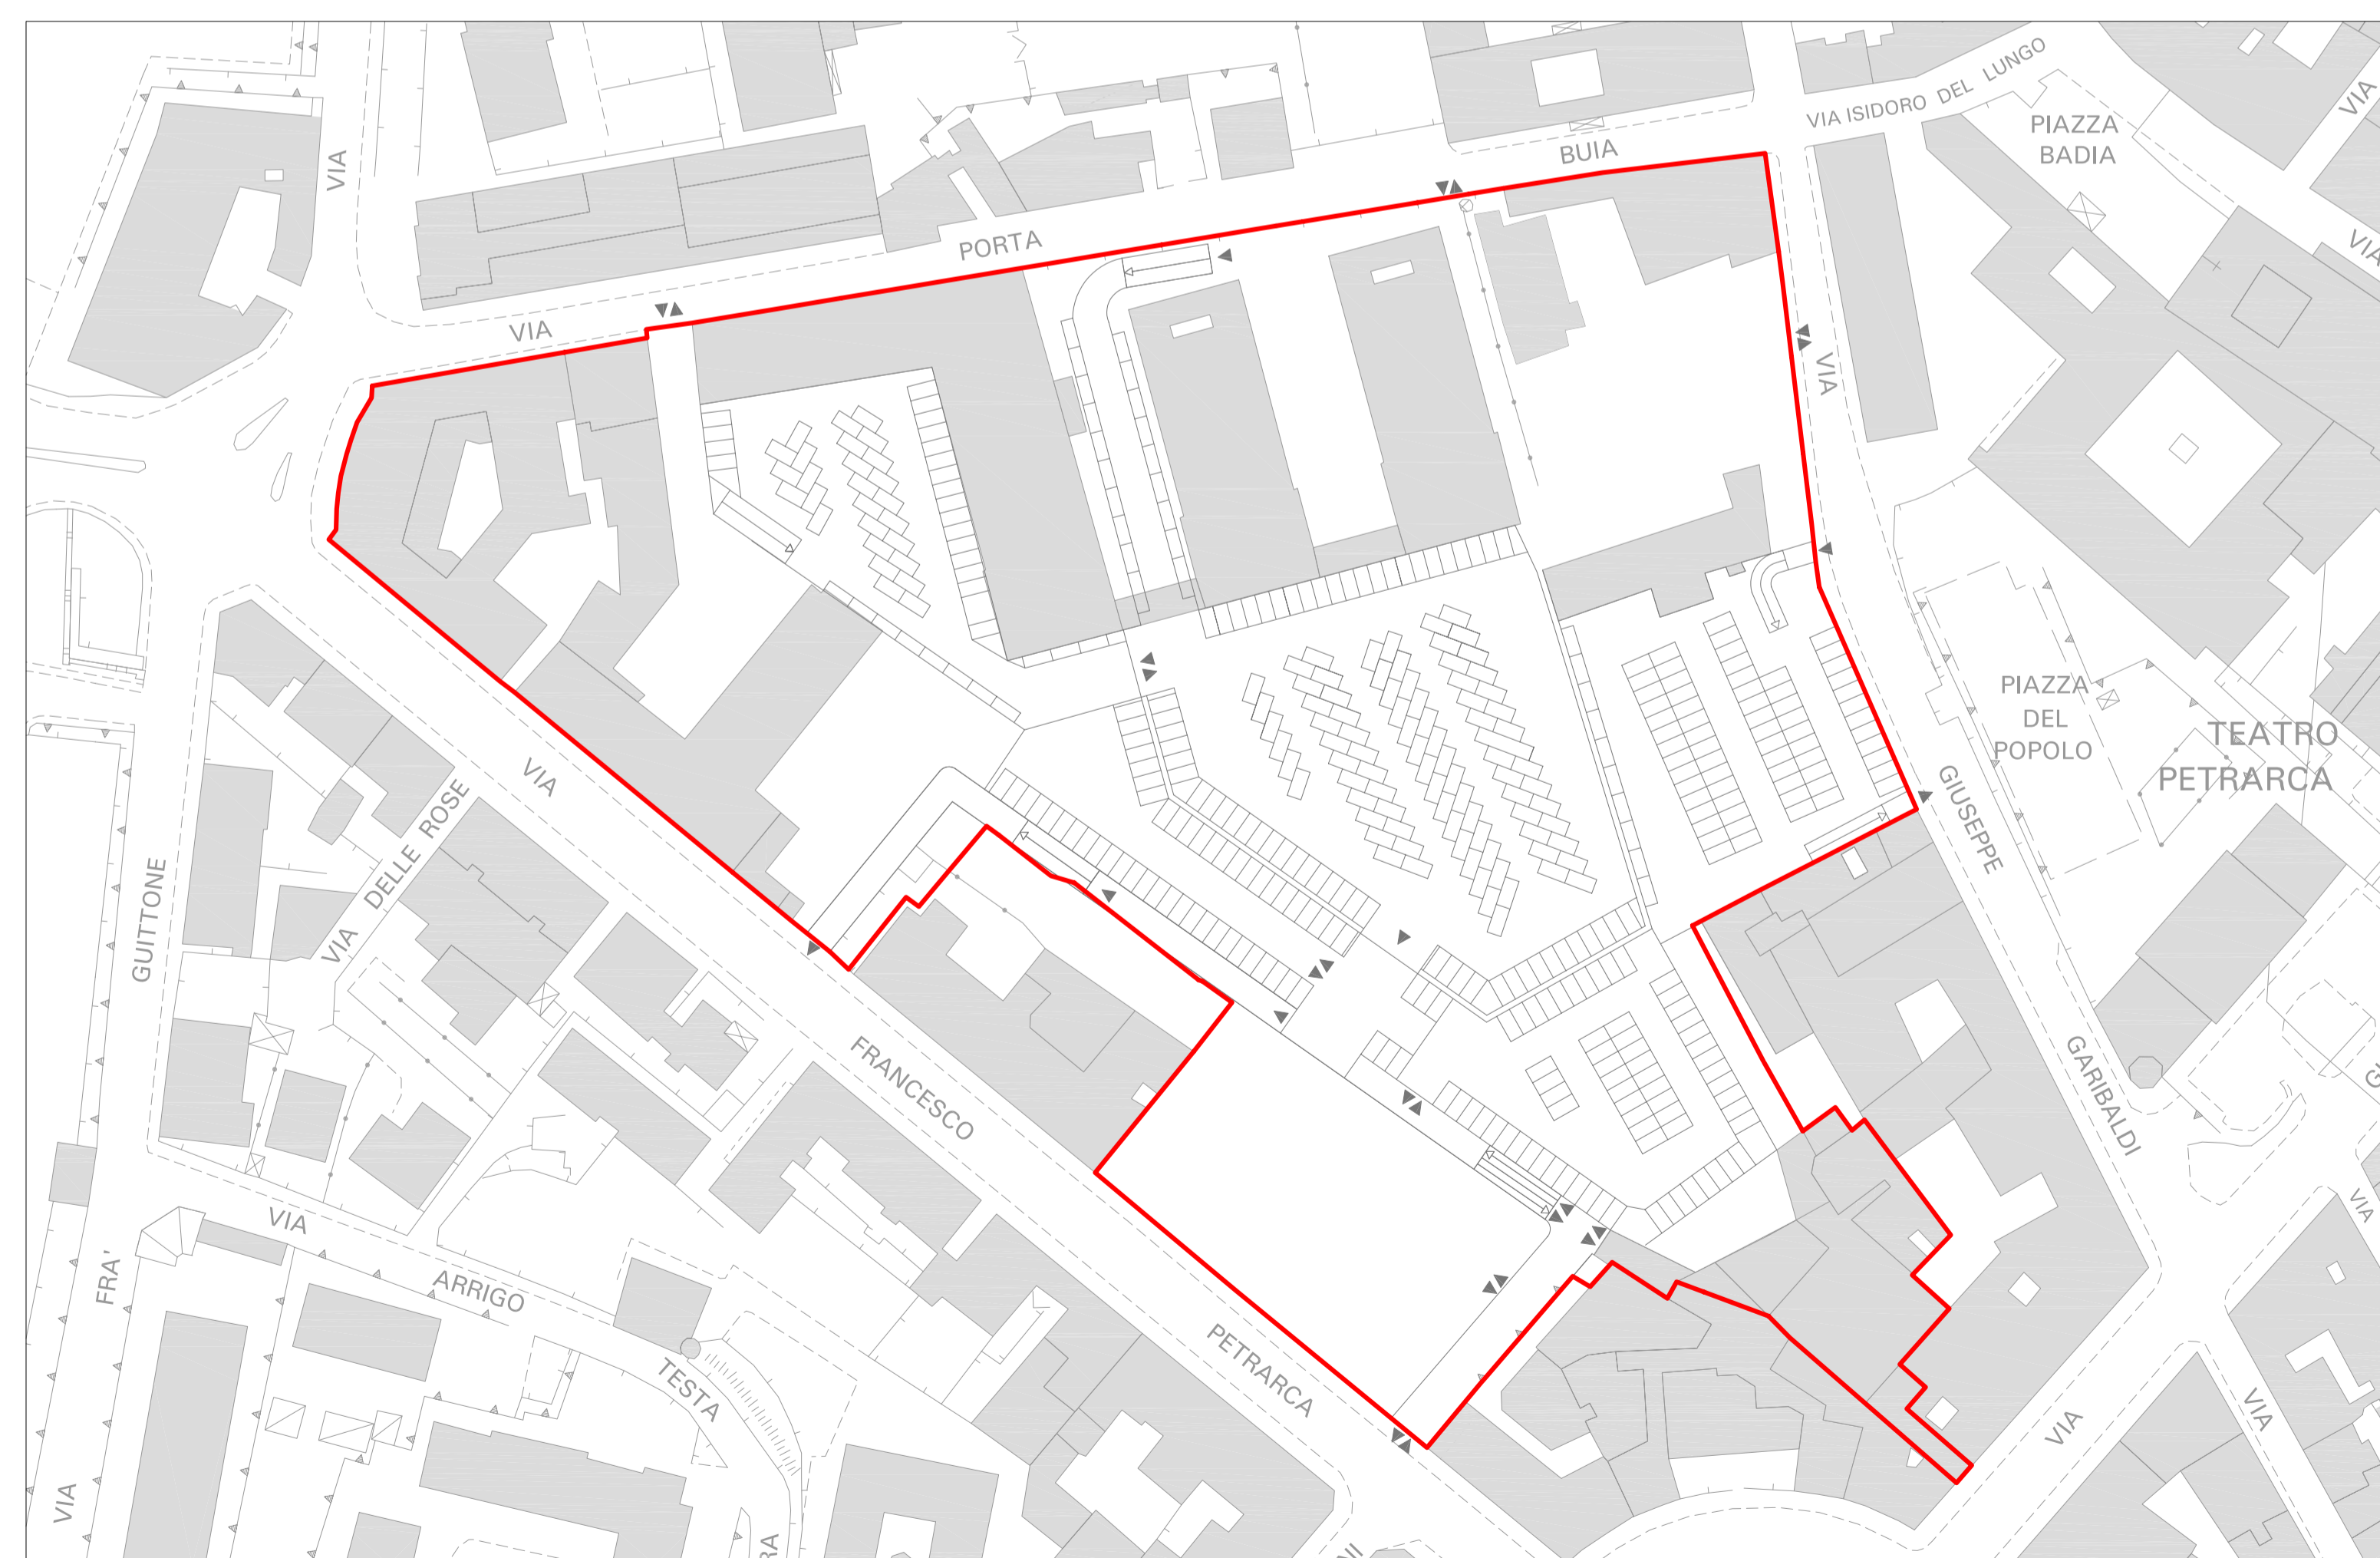 VIA ISIDORO DEL LUNGO
PIAZZA
BADIA
VIA
VIA
VIA
VIA
PORTA
BUIA
VIA
GIUSEPPE
GARIBALDI
PIAZZA
DEL
POPOLO
TEATRO
PETRARCA
VIA
FRANCESCO
PETRARCA
VIA DELLE ROSE
VIA
FRA'
GUITTONE
VIA
ARRIGO
TESTA
VIA
VIA
VIA